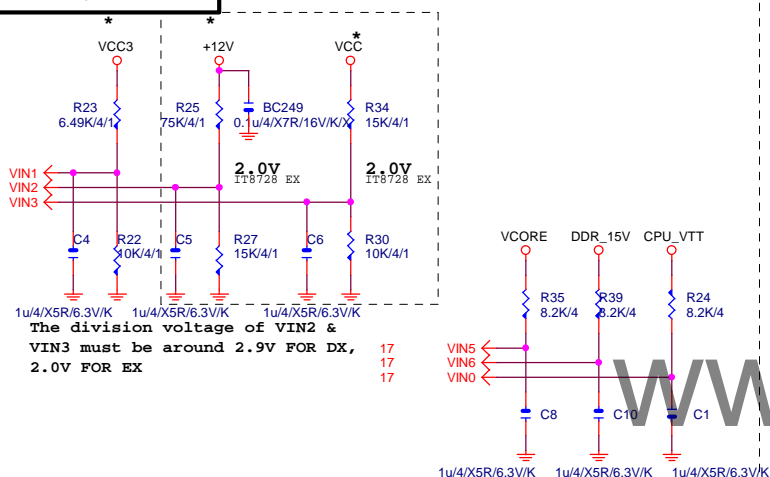 * * *
VCC3 +12V VCC
R23 R25 BC249 R34
6.49K/4/1 75K/4/1 0.1u/4/X7R/16V/K/X 15K/4/1
VIN1 2.0V 2.0V
VIN2 IT8728 EX IT8728 EX
VIN3
C4 R22 C5 R27 C6 R30
10K/4/1 15K/4/1 10K/4/1
1u/4/X5R/6.3V/K 1u/4/X5R/6.3V/K 1u/4/X5R/6.3V/K
The division voltage of VIN2 &
VIN3 must be around 2.9V FOR DX,
2.0V FOR EX
VCORE DDR_15V CPU_VTT
R35 R39 R24
8.2K/4 8.2K/4 8.2K/4
17 VIN5
17 VIN6
17 VIN0
C8 C10 C1
1u/4/X5R/6.3V/K 1u/4/X5R/6.3V/K 1u/4/X5R/6.3V/K